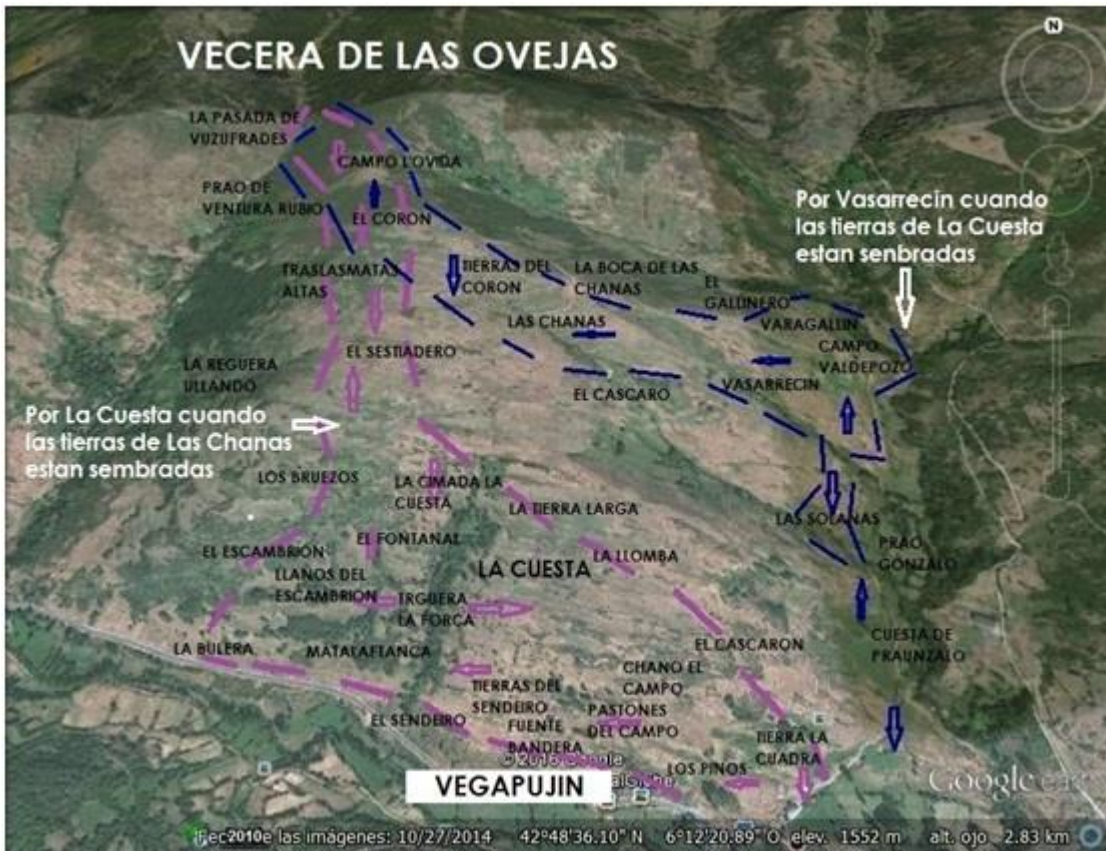 N
VECERA DE LAS OVEJAS
LA PASADA DE
VUZUFRADES
CAMPO L'OVIDA
PRAO DE
VENTURA RUBIO
EL CORON
Por Vasarrecin cuando
las tierras de La Cuesta
estan senbradas
TRASLASMATAS
ALTAS
TIERRAS DEL
CORON
LA BOCA DE LAS
CHANAS
EL
GALLINERO
LAS CHANAS
VARAGALLIN
CAMPO
VALDEPOZO
EL SESTIADERO
LA REGUERA
ULLANDO
EL CASCARO
VASARRECIN
Por La Cuesta cuando
las tierras de Las Chanas
estan sembradas
LOS BRUEZOS
LA CIMADA LA
CUESTA
LA TIERRA LARGA
LAS SOLANAS
PRAO
GONZALO
EL ESCAMBRION
EL FONTANAL
LA LLOMBA
LLANOS DEL
ESCAMBRION
LA CUESTA
TRGUERA
LA FORCA
LA BULERA
MATALAFTANCA
EL CASCARON
CUESTA DE
PRAUNZALO
CHANO EL
CAMPO
TIERRAS DEL
SENDEIRO
EL SENDEIRO
PASTONES
DEL CAMPO
FUENTE
BANDERA
TIERRA LA
CUADRA
LOS PINOS
© 2016 Google
VEGAPUJIN
Google
2010
de las imágenes: 10/27/2014 42°48'36.10" N 6°12'20.89" O elev. 1552 m alt. ojo 2.83 km